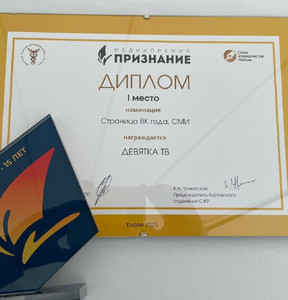 МЕДИАПРЕМИЯ
ПРИЗНАНИЕ
Союз
журналистов
России
ДИПЛОМ
I место
номинация
Страница ВК года. СМИ
награждается
ДЕВЯТКА ТВ
15 ЛЕТ
Председатель Кировского
отделения СЖР